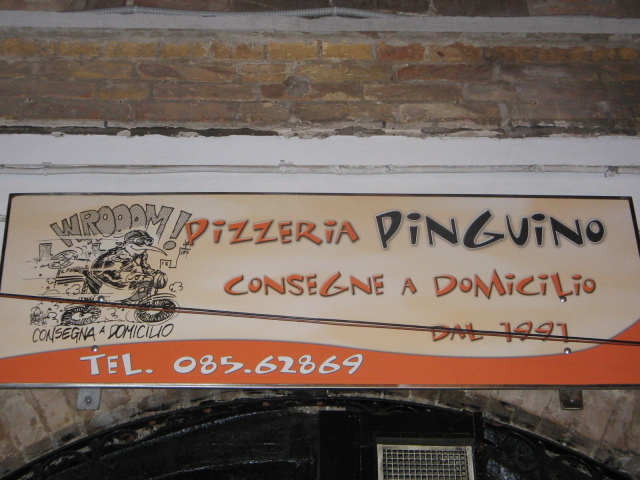 WROOOM!
PIZZERIA PINGUINO
CONSEGNE A DOMICILIO
DAL 1991
CONSEGNA A DOMICILIO
TEL. 085.62869